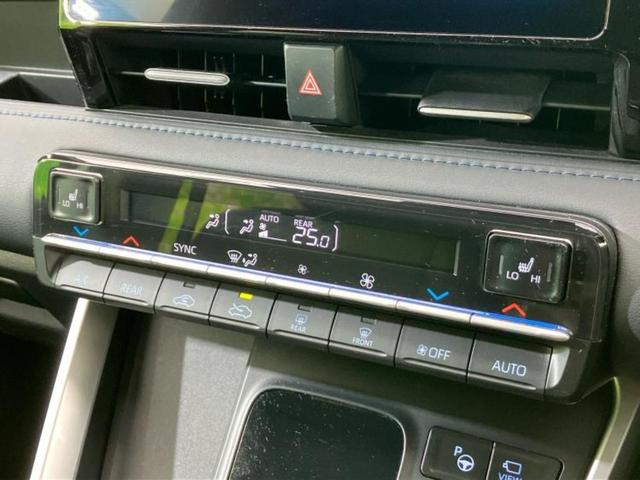 LO HI
AUTO REAR
25.0
SYNC
LO HI
A/C REAR REAR FRONT OFF AUTO
P VIEW